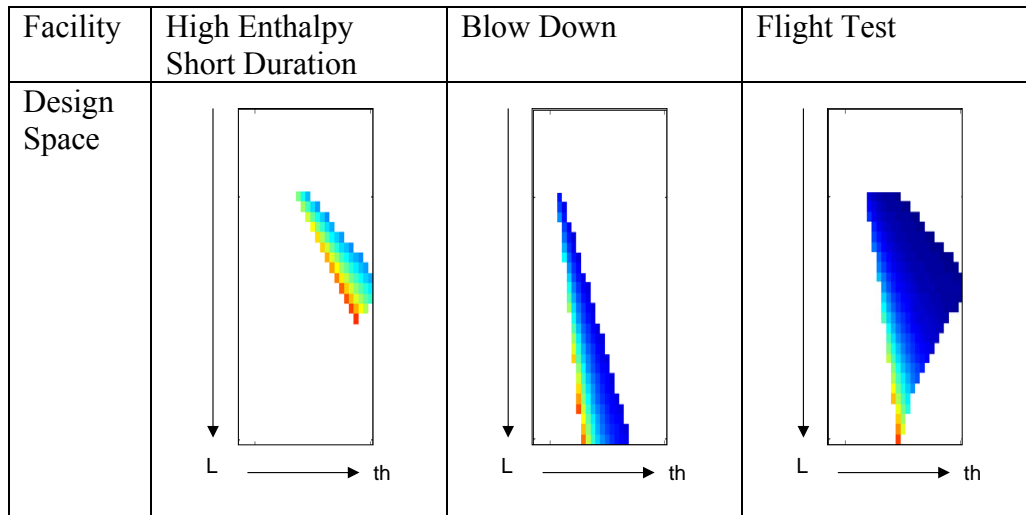 Facility
High Enthalpy
Short Duration
Blow Down
Flight Test
Design
Space
L
th
L
th
L
th